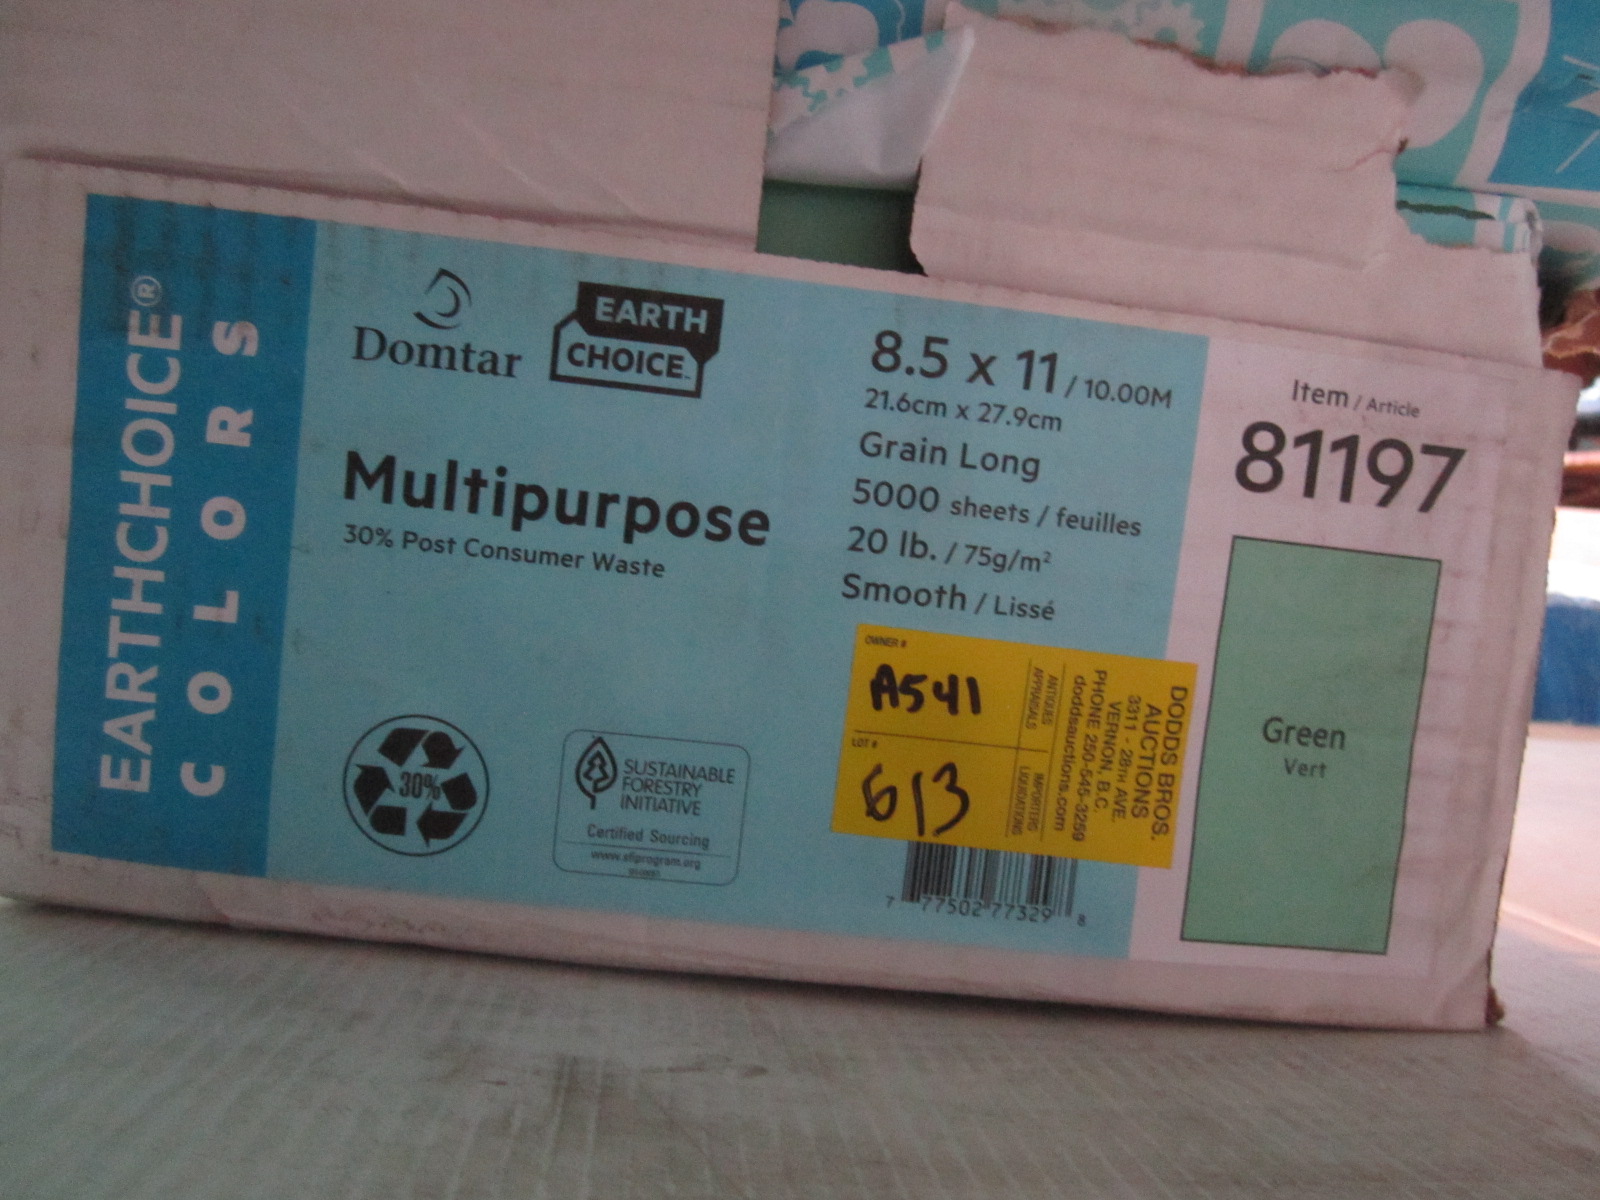 EARTHCHOICE®
COLORS
Domtar
EARTH
CHOICE
Multipurpose
30% Post Consumer Waste
30%
SUSTAINABLE
FORESTRY
INITIATIVE
Certified Sourcing
www.sfiprogram.org
8.5 x 11 / 10.00M
21.6cm x 27.9cm
Grain Long
5000 sheets / feuilles
20 lb. / 75g/m²
Smooth / Lissé
OWNER #
A541
LOT #
613
ANTIQUES
APPRAISALS
IMPORTERS
LIQUIDATIONS
DODDS BROS.
AUCTIONS
3311 - 28TH AVE.
VERNON, B.C.
PHONE 250-545-3259
doddsauctions.com
7 77502 77329 8
Item / Article
81197
Green
Vert